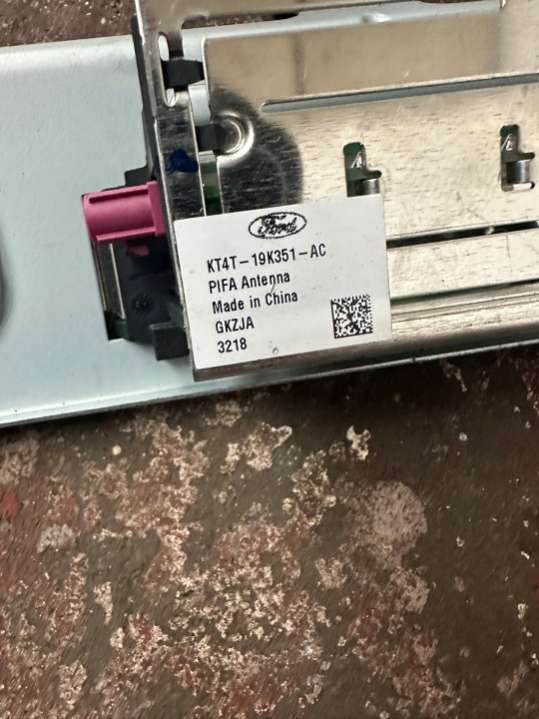 Ford
KT4T-19K351-AC
PIFA Antenna
Made in China
GKZJA
3218